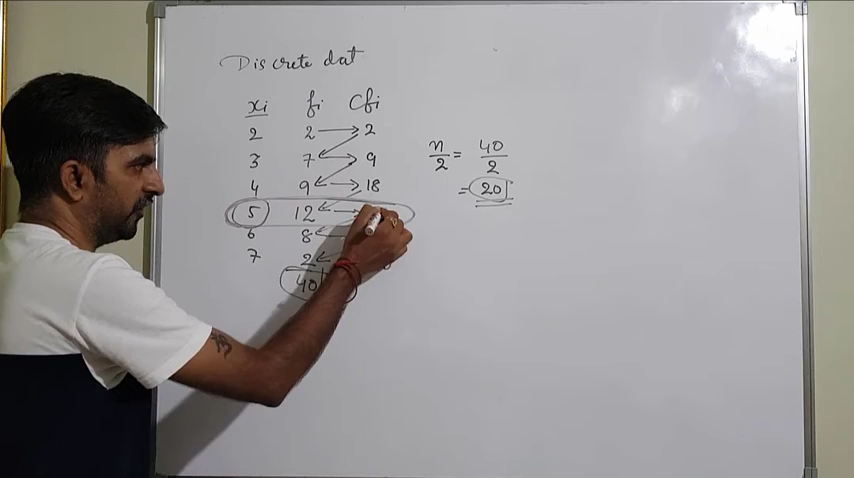 Discrete dat
xi fi Cfi
2 2 2
3 7 9
4 9 18
5 12
6 8
7 2
40
n/2 = 40/2
= 20